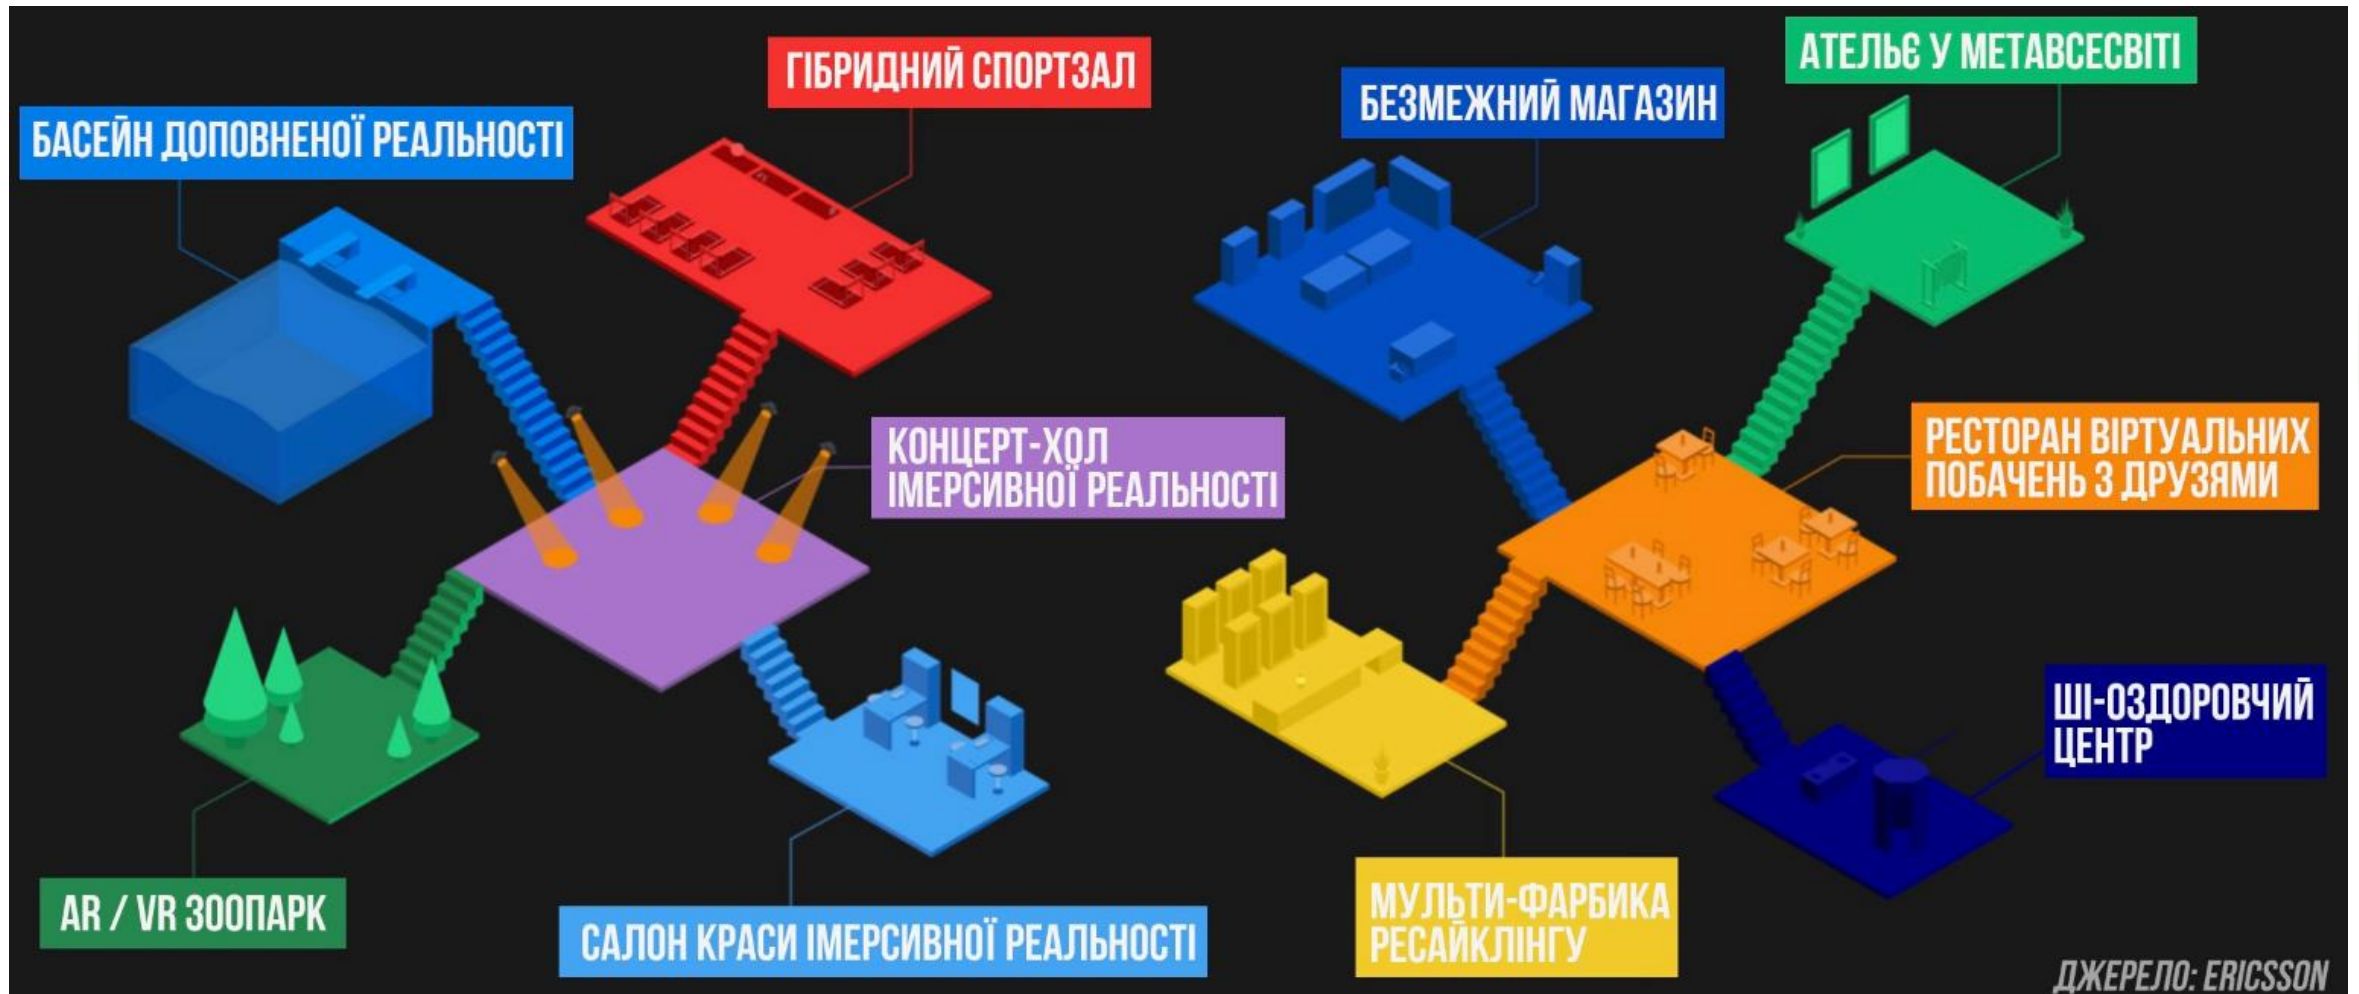 ГІБРИДНИЙ СПОРТЗАЛ
БАСЕЙН ДОПОВНЕНОЇ РЕАЛЬНОСТІ
БЕЗМЕЖНИЙ МАГАЗИН
АТЕЛЬЄ У МЕТАВСЕСВІТІ
КОНЦЕРТ-ХОЛ
ІМЕРСИВНОЇ РЕАЛЬНОСТІ
РЕСТОРАН ВІРТУАЛЬНИХ
ПОБАЧЕНЬ З ДРУЗЯМИ
AR / VR ЗООПАРК
САЛОН КРАСИ ІМЕРСИВНОЇ РЕАЛЬНОСТІ
МУЛЬТИ-ФАРБИКА
РЕСАЙКЛІНГУ
ШІ-ОЗДОРОВЧИЙ
ЦЕНТР
ДЖЕРЕЛО: ERICSSON